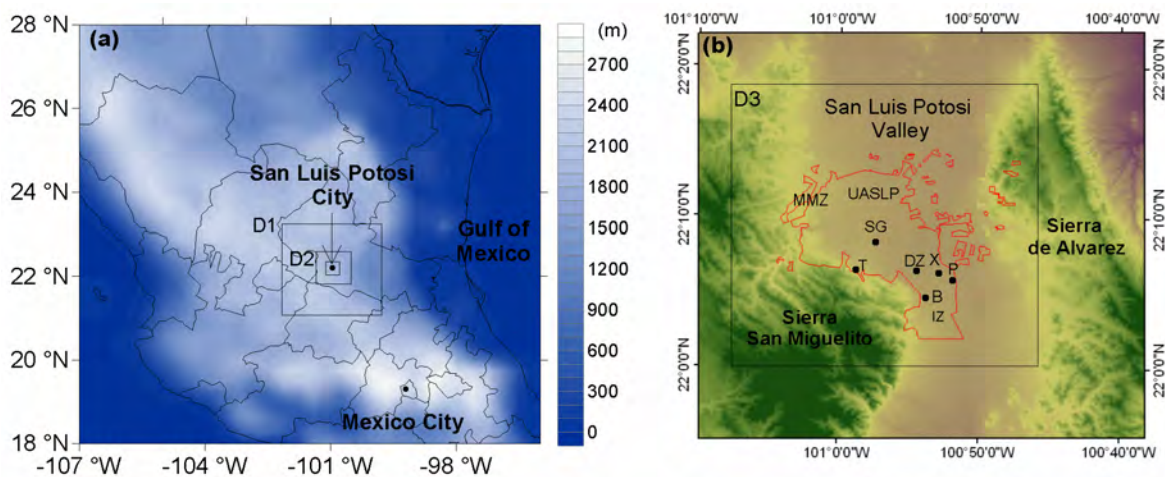 28 °N
(a)
26 °N
24 °N
22 °N
20 °N
18 °N
-107 °W
-104 °W
-101 °W
-98 °W
San Luis Potosi
City
D1
D2
Gulf of
Mexico
Mexico City
(m)
2700
2400
2100
1800
1500
1200
900
600
300
0
101°10'0"W
101°0'0"W
100°50'0"W
100°40'0"W
(b)
22°20'0"N
22°20'0"N
D3
San Luis Potosi
Valley
MMZ
UASLP
22°10'0"N
22°10'0"N
SG
Sierra
de Alvarez
T
DZ
X
P
B
IZ
Sierra
San Miguelito
22°0'0"N
22°0'0"N
101°0'0"W
100°50'0"W
100°40'0"W